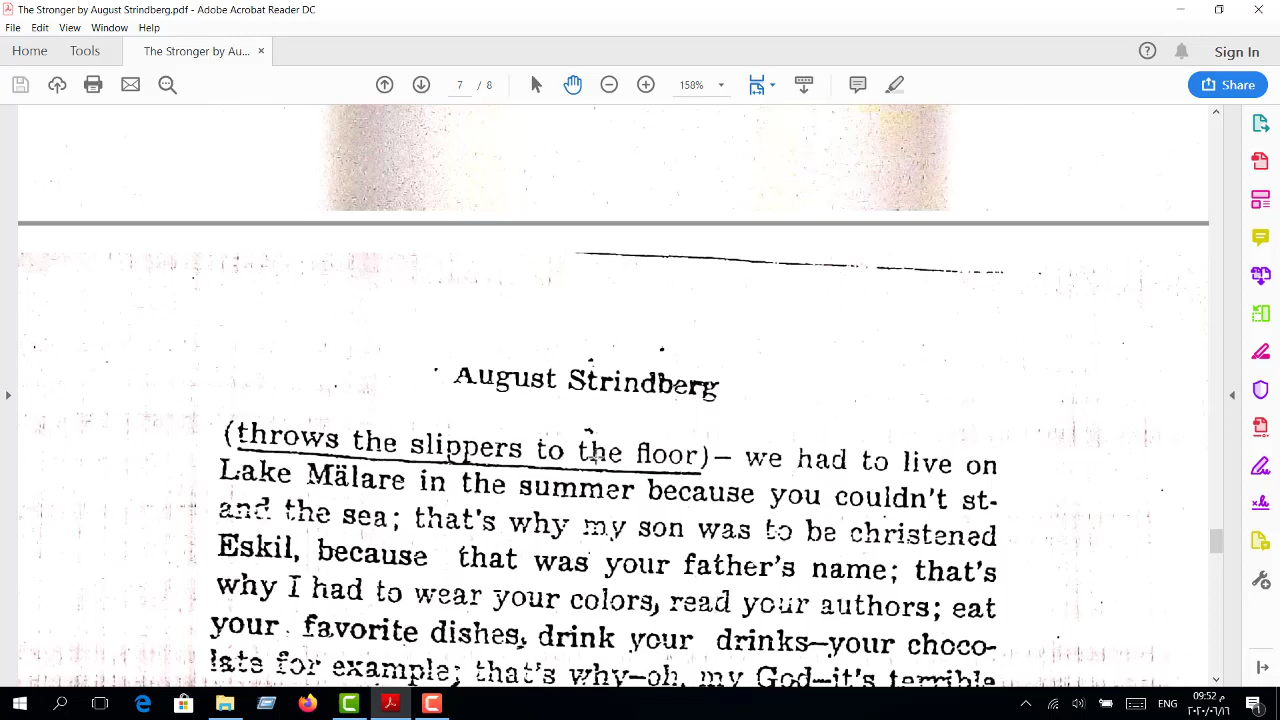 The Stronger by August Strindberg.pdf - Adobe Acrobat Reader DC
File Edit View Window Help
Home Tools The Stronger by Au... × Sign In
7 / 8 158% Share
August Strindberg
(throws the slippers to the floor)– we had to live on
Lake Mälare in the summer because you couldn't st-
and the sea; that's why my son was to be christened
Eskil, because that was your father's name; that's
why I had to wear your colors, read your authors; eat
your favorite dishes, drink your drinks–your choco-
late for example; that's why–oh, my God–it's terrible
ENG 09:52 م